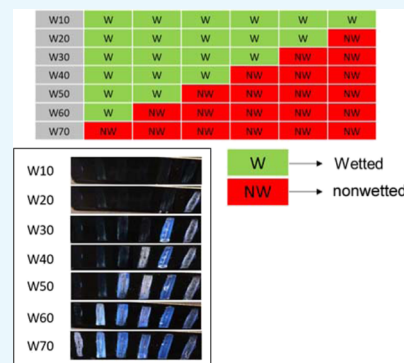 W10 W W W W W W
W20 W W W W W NW
W30 W W W W NW NW
W40 W W W NW NW NW
W50 W W NW NW NW NW
W60 W NW NW NW NW NW
W70 NW NW NW NW NW NW
W10
W20
W30
W40
W50
W60
W70
W → Wetted
NW → nonwetted